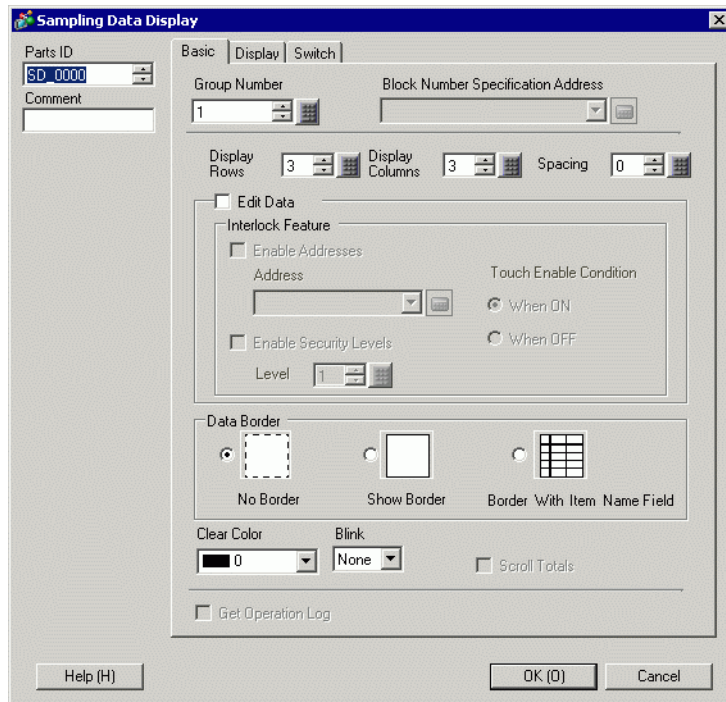 Sampling Data Display
Parts ID
SD_0000
Comment
Basic Display Switch
Group Number Block Number Specification Address
1
Display Rows 3 Display Columns 3 Spacing 0
Edit Data
Interlock Feature
Enable Addresses
Address Touch Enable Condition
When ON
Enable Security Levels When OFF
Level 1
Data Border
No Border Show Border Border With Item Name Field
Clear Color Blink
0 None Scroll Totals
Get Operation Log
Help (H) OK (O) Cancel